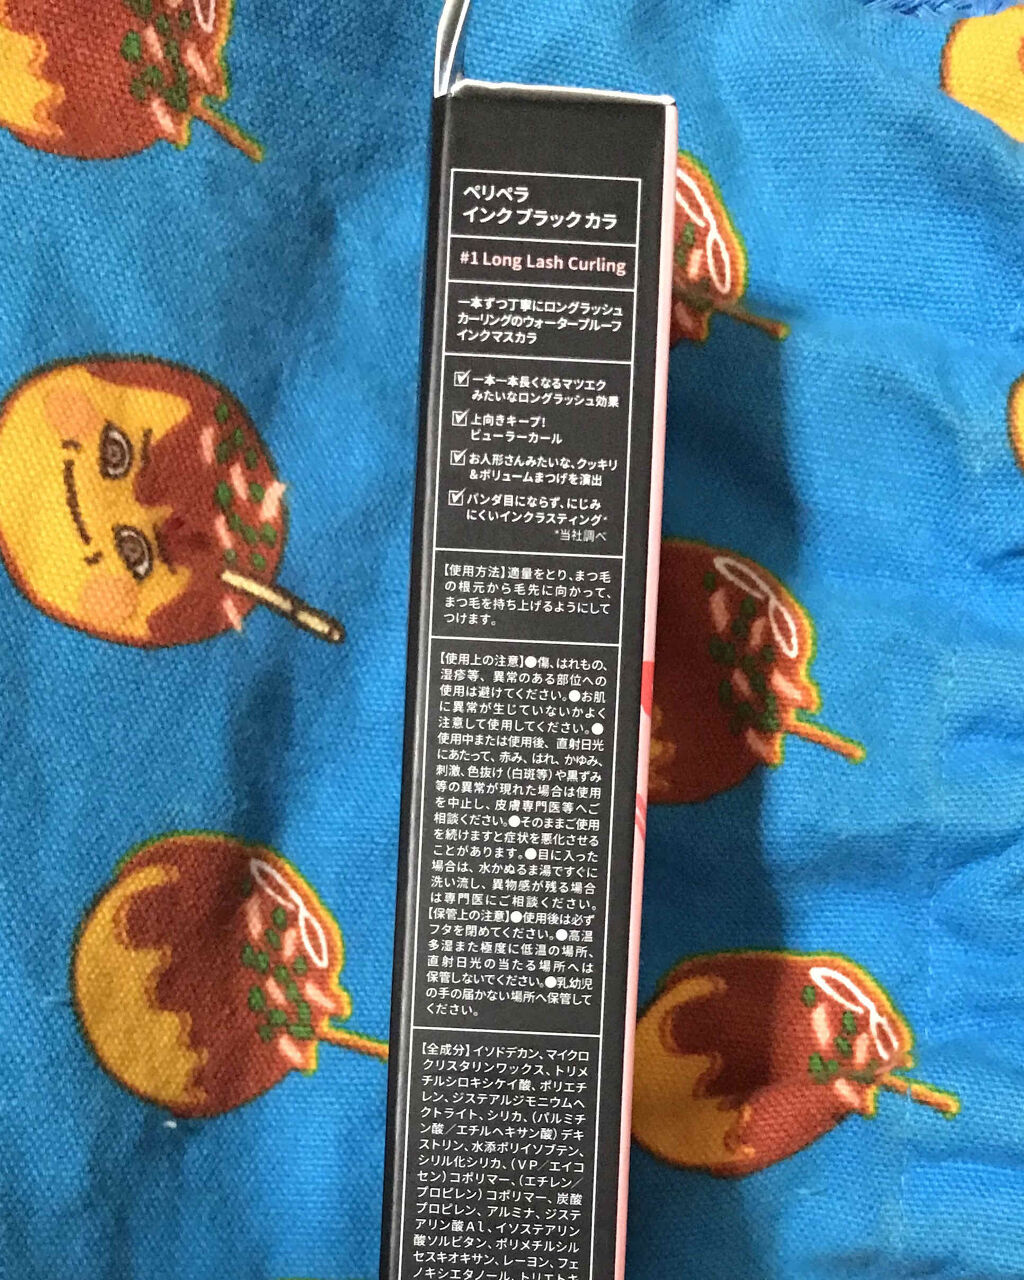 ペリペラ
インク ブラック カラ
#1 Long Lash Curling
一本ずつ丁寧にロングラッシュ
カーリングのウォータープルーフ
インクマスカラ
一本一本長くなるマツエク
みたいなロングラッシュ効果
上向きキープ!
ビューラーカール
お人形さんみたいな、クッキリ
&ボリュームまつげを演出
パンダ目にならず、にじみ
にくいインクラスティング*
*当社調べ
【使用方法】適量をとり、まつ毛
の根元から毛先に向かって、
まつ毛を持ち上げるようにして
つけます。
【使用上の注意】●傷、はれもの、
湿疹等、異常のある部位への
使用は避けてください。●お肌
に異常が生じていないかよく
注意して使用してください。●
使用中または使用後、直射日光
にあたって、赤み、はれ、かゆみ、
刺激、色抜け(白斑等)や黒ずみ
等の異常が現れた場合は使用
を中止し、皮膚専門医等へご
相談ください。●そのままご使用
を続けますと症状を悪化させる
ことがあります。●目に入った
場合は、水かぬるま湯ですぐに
洗い流し、異物感が残る場合
は専門医にご相談ください。
【保管上の注意】●使用後は必ず
フタを閉めてください。●高温
多湿また極度に低温の場所、
直射日光の当たる場所へは
保管しないでください。●乳幼児
の手の届かない場所へ保管して
ください。
【全成分】イソドデカン、マイクロ
クリスタリンワックス、トリメ
チルシロキシケイ酸、ポリエチ
レン、ジステアルジモニウムヘ
クトライト、シリカ、(パルミチ
ン酸/エチルヘキサン酸)デキ
ストリン、水添ポリイソブテン、
シリル化シリカ、(VP/エイコ
セン)コポリマー、(エチレン/
プロピレン)コポリマー、炭酸
プロピレン、アルミナ、ジステ
アリン酸Al、イソステアリン
酸ソルビタン、ポリメチルシル
セスキオキサン、レーヨン、フェ
ノキシエタノール、トリエトキ